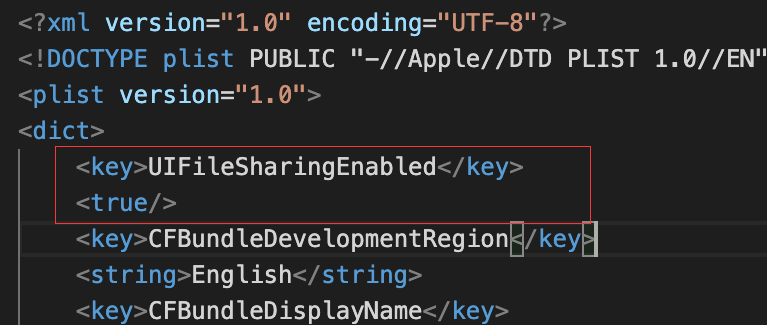 <?xml version="1.0" encoding="UTF-8"?>
<!DOCTYPE plist PUBLIC "-//Apple//DTD PLIST 1.0//EN"
<plist version="1.0">
<dict>
<key>UIFileSharingEnabled</key>
<true/>
<key>CFBundleDevelopmentRegion</key>
<string>English</string>
<key>CFBundleDisplayName</key>